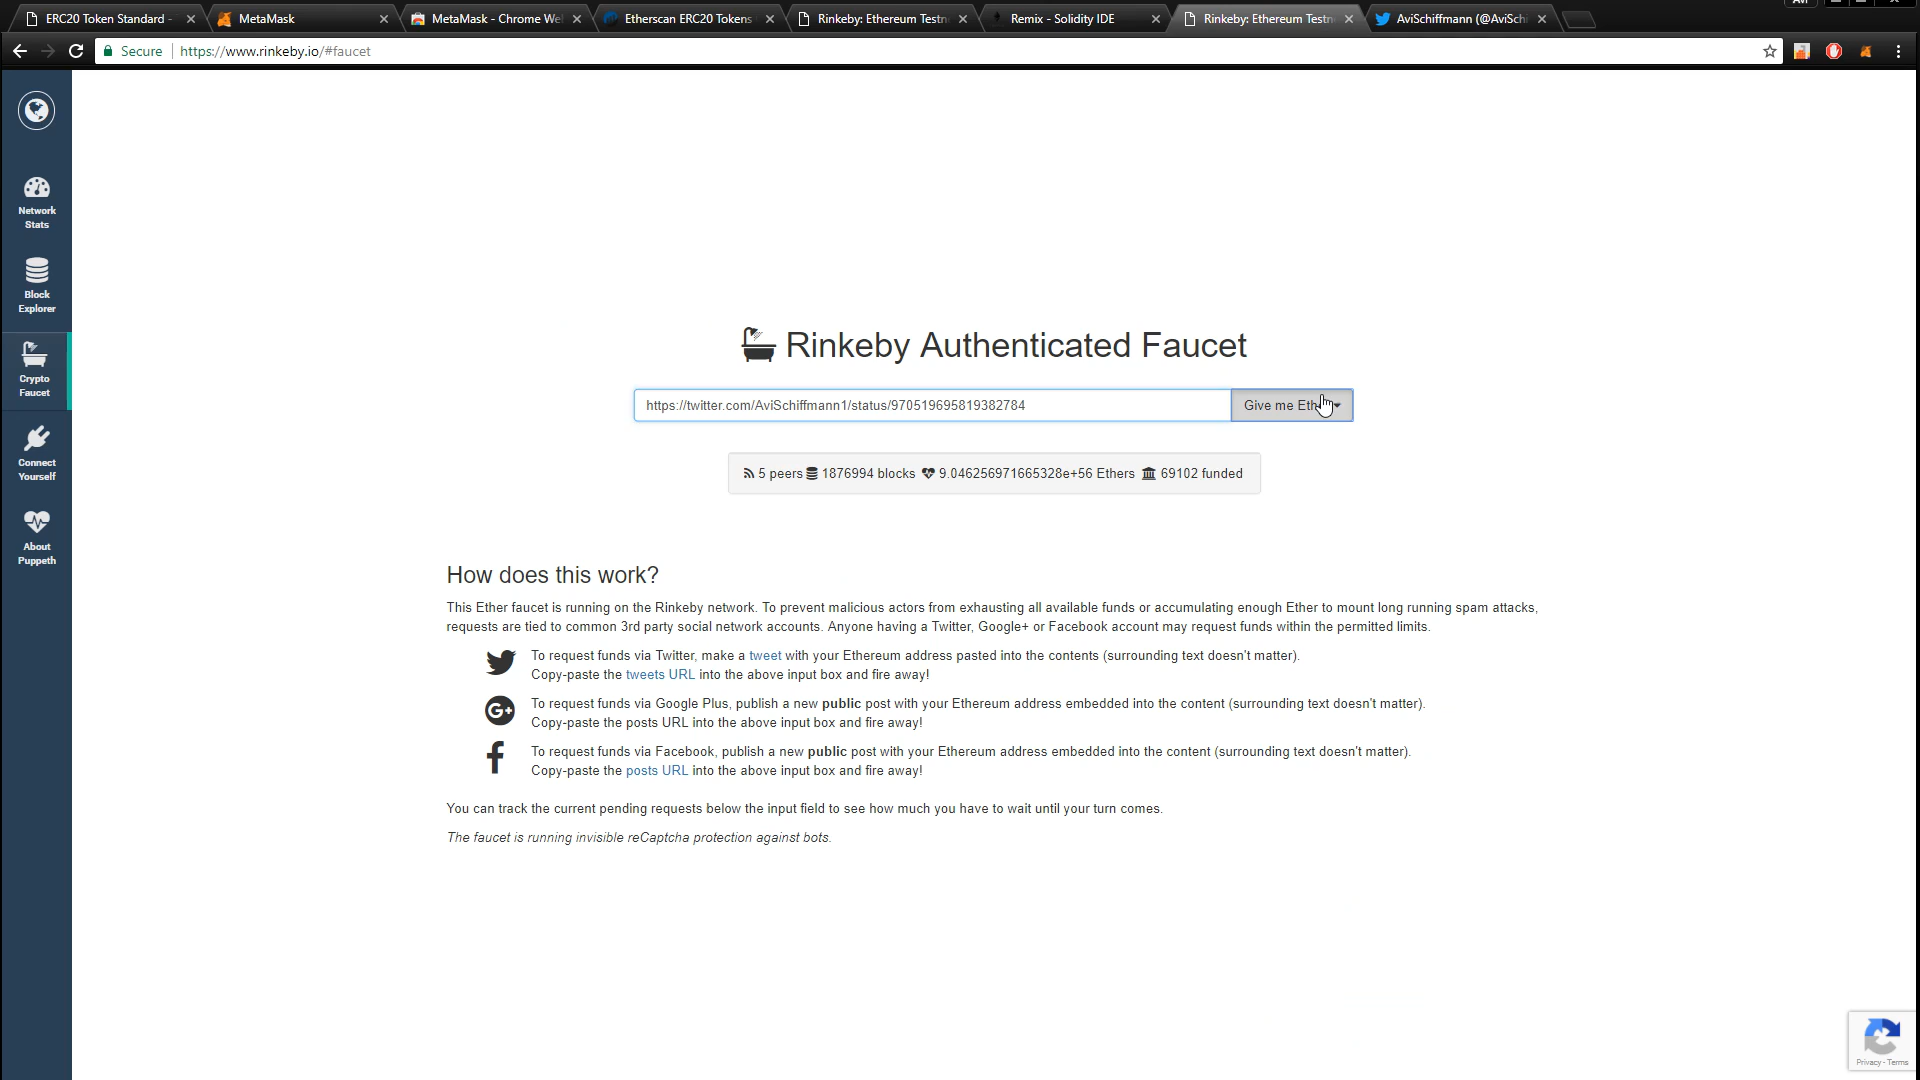 ERC20 Token Standard -
MetaMask
MetaMask - Chrome We
Etherscan ERC20 Tokens
Rinkeby: Ethereum Testn
Remix - Solidity IDE
Rinkeby: Ethereum Testn
AviSchiffmann (@AviSchi
Avi
Secure
https://www.rinkeby.io/#faucet
Network
Stats
Block
Explorer
Crypto
Faucet
Connect
Yourself
About
Puppeth
Rinkeby Authenticated Faucet
https://twitter.com/AviSchiffmann1/status/970519695819382784
Give me Eth
5 peers 1876994 blocks 9.046256971665328e+56 Ethers 69102 funded
How does this work?
This Ether faucet is running on the Rinkeby network. To prevent malicious actors from exhausting all available funds or accumulating enough Ether to mount long running spam attacks,
requests are tied to common 3rd party social network accounts. Anyone having a Twitter, Google+ or Facebook account may request funds within the permitted limits.
To request funds via Twitter, make a tweet with your Ethereum address pasted into the contents (surrounding text doesn't matter).
Copy-paste the tweets URL into the above input box and fire away!
G+
To request funds via Google Plus, publish a new public post with your Ethereum address embedded into the content (surrounding text doesn't matter).
Copy-paste the posts URL into the above input box and fire away!
f
To request funds via Facebook, publish a new public post with your Ethereum address embedded into the content (surrounding text doesn't matter).
Copy-paste the posts URL into the above input box and fire away!
You can track the current pending requests below the input field to see how much you have to wait until your turn comes.
The faucet is running invisible reCaptcha protection against bots.
Privacy - Terms